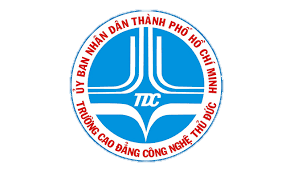 ỦY BAN NHÂN DÂN THÀNH PHỐ HỒ CHÍ MINH
TDC
TRƯỜNG CAO ĐẲNG CÔNG NGHỆ THỦ ĐỨC